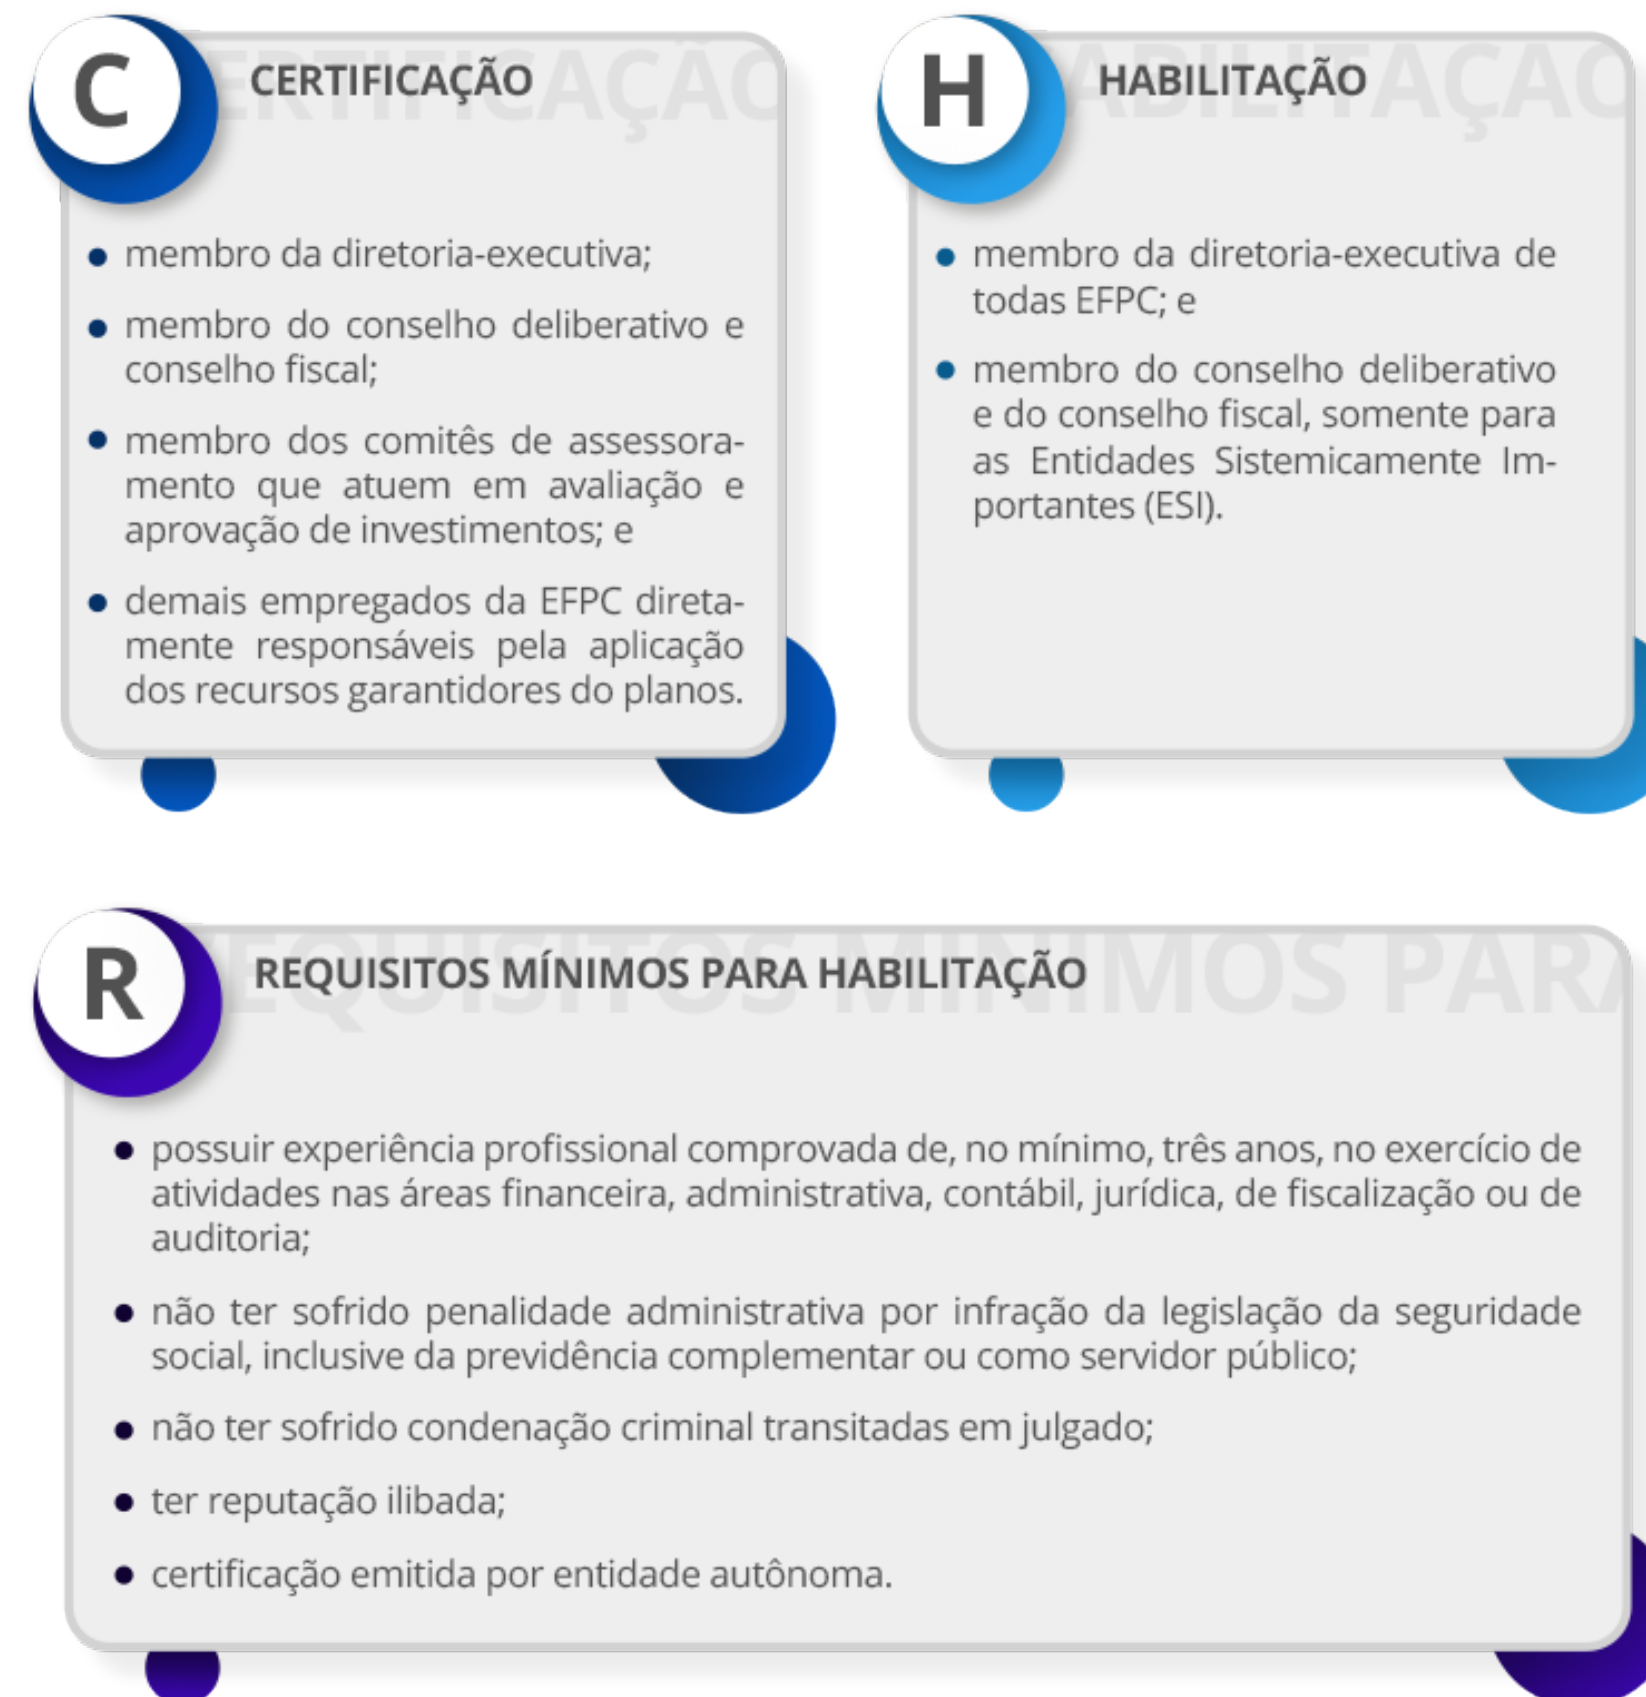 C
CERTIFICAÇÃO
ERTIFICAÇÃO
membro da diretoria-executiva;
membro do conselho deliberativo e
conselho fiscal;
membro dos comitês de assessora-
mento que atuem em avaliação e
aprovação de investimentos; e
demais empregados da EFPC direta-
mente responsáveis pela aplicação
dos recursos garantidores do planos.
H
HABILITAÇÃO
ABILITAÇÃO
membro da diretoria-executiva de
todas EFPC; e
membro do conselho deliberativo
e do conselho fiscal, somente para
as Entidades Sistemicamente Im-
portantes (ESI).
R
REQUISITOS MÍNIMOS PARA HABILITAÇÃO
EQUISITOS MÍNIMOS PARA
possuir experiência profissional comprovada de, no mínimo, três anos, no exercício de
atividades nas áreas financeira, administrativa, contábil, jurídica, de fiscalização ou de
auditoria;
não ter sofrido penalidade administrativa por infração da legislação da seguridade
social, inclusive da previdência complementar ou como servidor público;
não ter sofrido condenação criminal transitadas em julgado;
ter reputação ilibada;
certificação emitida por entidade autônoma.